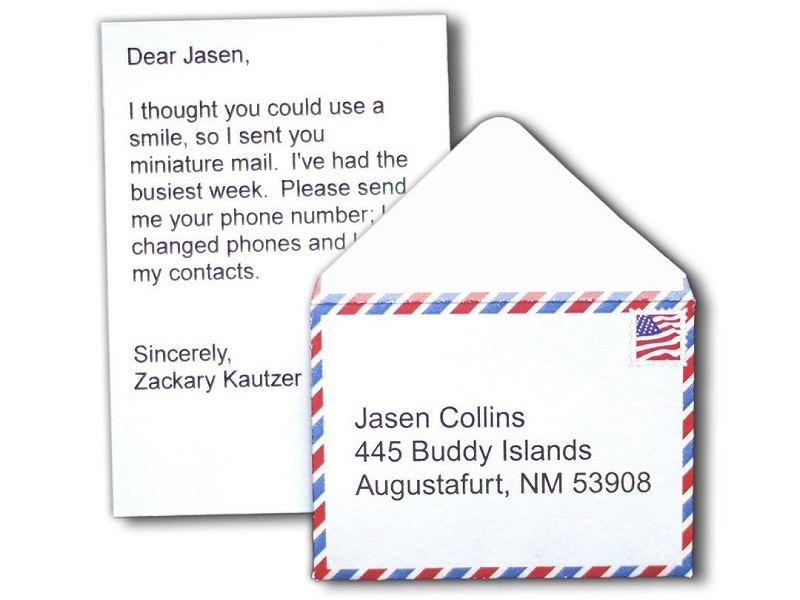 Dear Jasen,
I thought you could use a
smile, so I sent you
miniature mail. I've had the
busiest week. Please send
me your phone number; I
changed phones and
my contacts.
Sincerely,
Zackary Kautzer
Jasen Collins
445 Buddy Islands
Augustafurt, NM 53908